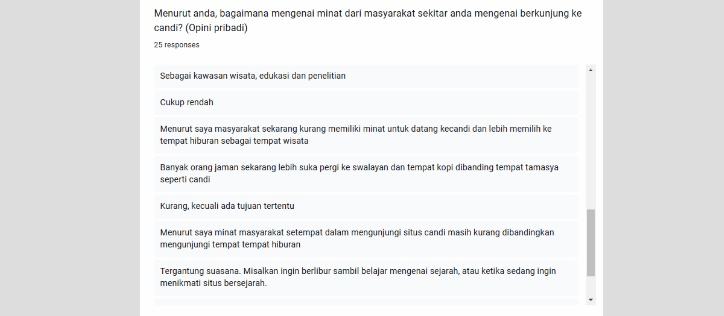 Menurut anda, bagaimana mengenai minat dari masyarakat sekitar anda mengenai berkunjung ke
candi? (Opini pribadi)
25 responses
Sebagai kawasan wisata, edukasi dan penelitian
Cukup rendah
Menurut saya masyarakat sekarang kurang memiliki minat untuk datang kecandi dan lebih memilih ke
tempat hiburan sebagai tempat wisata
Banyak orang jaman sekarang lebih suka pergi ke swalayan dan tempat kopi dibanding tempat tamasya
seperti candi
Kurang, kecuali ada tujuan tertentu
Menurut saya minat masyarakat setempat dalam mengunjungi situs candi masih kurang dibandingkan
mengunjungi tempat tempat hiburan
Tergantung suasana. Misalkan ingin berlibur sambil belajar mengenai sejarah, atau ketika sedang ingin
menikmati situs bersejarah.